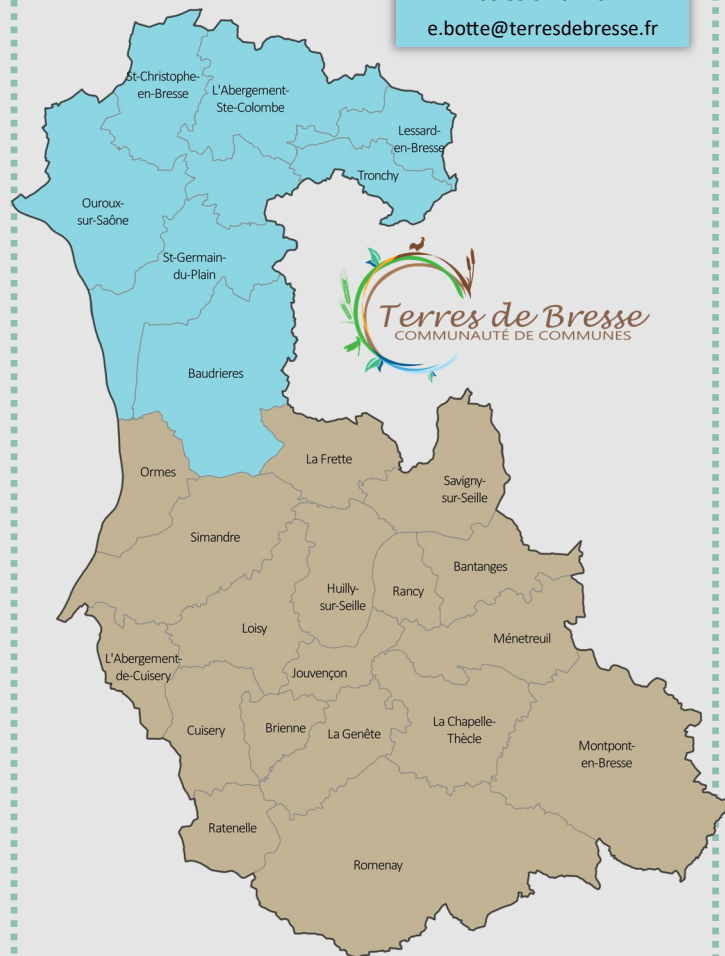 e.botte@terresdebresse.fr
St-Christophe-
en-Bresse
L'Abergement-
Ste-Colombe
Lessard-
en-Bresse
Tronchy
Ouroux-
sur-Saône
St-Germain-
du-Plain
Terres de Bresse
COMMUNAUTÉ DE COMMUNES
Baudrieres
Ormes
La Frette
Savigny-
sur-Seille
Simandre
Huilly-
sur-Seille
Rancy
Bantanges
Loisy
Ménetreuil
L'Abergement-
de-Cuisery
Jouvençon
Cuisery
Brienne
La Genête
La Chapelle-
Thècle
Montpont-
en-Bresse
Ratenelle
Romenay